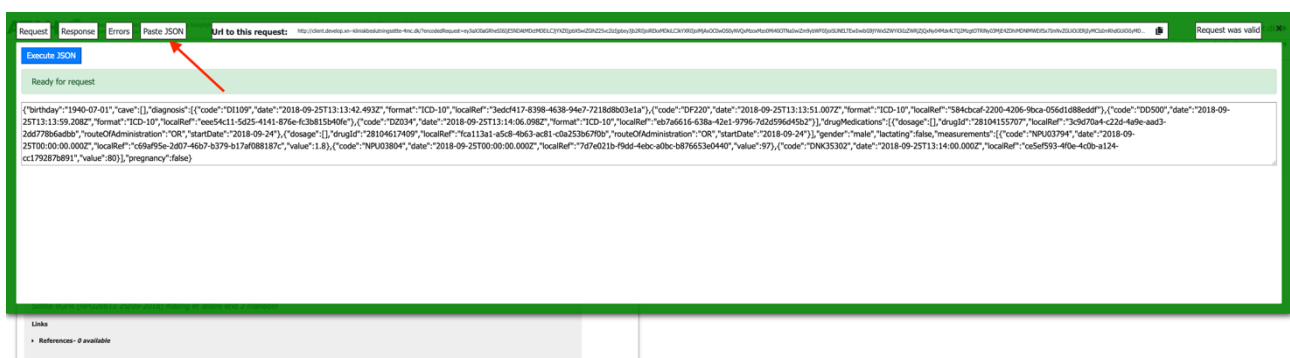 Request Response Errors Paste JSON Url to this request: Request was valid
Execute JSON
Ready for request
{"birthday":"1940-07-01","cave":[],"diagnosis":[{"code":"DI109","date":"2018-09-25T13:13:42.493Z","format":"ICD-10","localRef":"3edcf417-8398-4638-94e7-7218d8b03e1a"},{"code":"DF220","date":"2018-09-25T13:13:51.007Z","format":"ICD-10","localRef":"584cbcaf-2200-4206-9bca-056d1d88eddf"},{"code":"DD500","date":"2018-09-
25T13:13:59.208Z","format":"ICD-10","localRef":"eee54c11-5d25-4141-876e-fc3b815b40fe"},{"code":"DZ034","date":"2018-09-25T13:14:06.098Z","format":"ICD-10","localRef":"eb7a6616-638a-42e1-9796-7d2d596d45b2"}],"drugMedications":[{"dosage":[],"drugId":"28104155707","localRef":"3c9d70a4-c22d-4a9e-aad3-
2dd778b6adbb","routeOfAdministration":"OR","startDate":"2018-09-24"},{"dosage":[],"drugId":"28104617409","localRef":"fca113a1-a5c8-4b63-ac81-c0a253b67f0b","routeOfAdministration":"OR","startDate":"2018-09-24"}],"gender":"male","lactating":false,"measurements":[{"code":"NPU03794","date":"2018-09-
25T00:00:00.000Z","localRef":"c69af95e-2d07-46b7-b379-b17af088187c","value":1.8},{"code":"NPU03804","date":"2018-09-25T00:00:00.000Z","localRef":"7d7e021b-f9dd-4ebc-a0bc-b876653e0440","value":97},{"code":"DNK35302","date":"2018-09-25T13:14:00.000Z","localRef":"ce5ef593-4f0e-4c0b-a124-
cc179287b891","value":80}],"pregnancy":false}
Links
References- 0 available